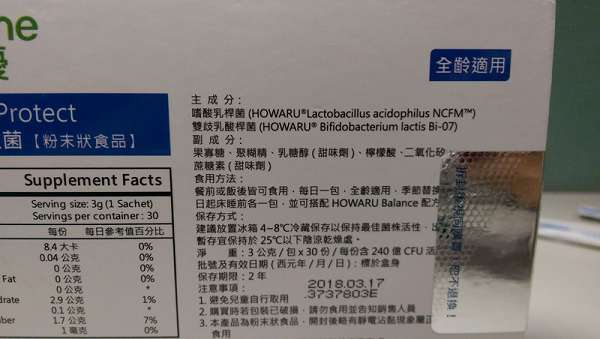 ne
優
全齡適用
Protect
菌【粉末狀食品】
主成分：
嗜酸乳桿菌 (HOWARU®Lactobacillus acidophilus NCFM™)
雙歧乳酸桿菌 (HOWARU® Bifidobacterium lactis Bi-07)
副成分：
果寡糖、聚糊精、乳糖醇(甜味劑)、檸檬酸、二氧化矽
蔗糖素(甜味劑)
食用方法：
餐前或飯後皆可食用，每日一包，全齡適用，季節替換
日起床睡前各一包，並可搭配 HOWARU Balance 配方
保存方式：
建議放置冰箱 4~8℃冷藏保存以保持最佳菌株活性，
暫存宜保持於 25℃以下陰涼乾燥處。
淨重：3 公克 / 包 x 30 份 / 每份含 240 億 CFU 活
批號及有效日期(西元年/月/日)：標於盒身
保存期限：2 年
注意事項：
2018.03.17
.3737803E
1. 避免兒童自行取用
2. 購買時若包裝已破損，請勿食用並告知銷售人員
3. 本產品為粉末狀食品，開封後略有靜電沾黏現象屬正
食用
Supplement Facts
Serving size: 3g (1 Sachet)
Servings per container: 30
每份 每日參考值百分比
8.4 大卡 0%
0.04 公克 0%
0 公克 0%
Fat 0 公克 0%
0 公克 *
drate 2.9 公克 1%
0.1 公克 *
ber 1.7 公克 7%
1 毫克 0%